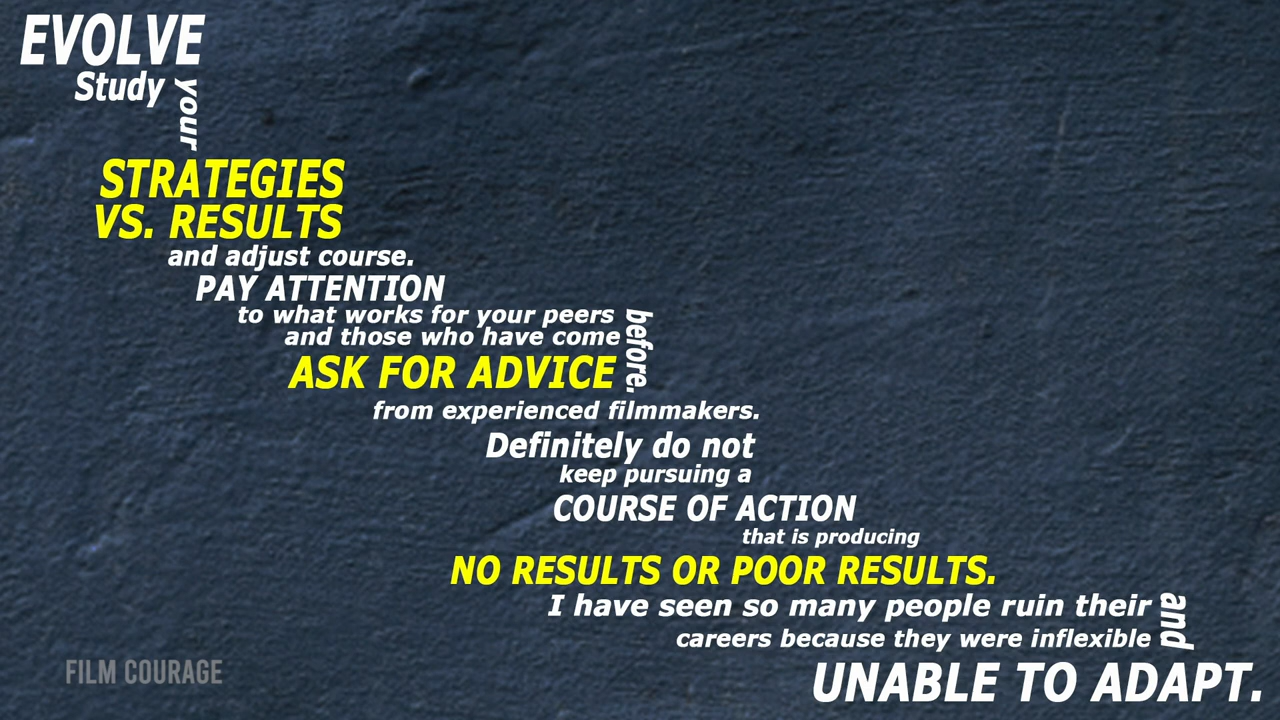 EVOLVE
Study your
STRATEGIES
VS. RESULTS
and adjust course.
PAY ATTENTION
to what works for your peers
and those who have come before.
ASK FOR ADVICE
from experienced filmmakers.
Definitely do not
keep pursuing a
COURSE OF ACTION
that is producing
NO RESULTS OR POOR RESULTS.
I have seen so many people ruin their
careers because they were inflexible and
UNABLE TO ADAPT.
FILM COURAGE